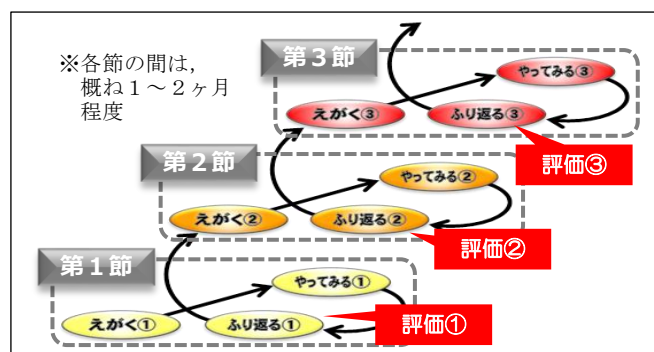 ※各節の間は,
概ね１～２ヶ月
程度
第３節
やってみる③
えがく③
ふり返る③
評価③
第２節
やってみる②
えがく②
ふり返る②
評価②
第１節
やってみる①
えがく①
ふり返る①
評価①